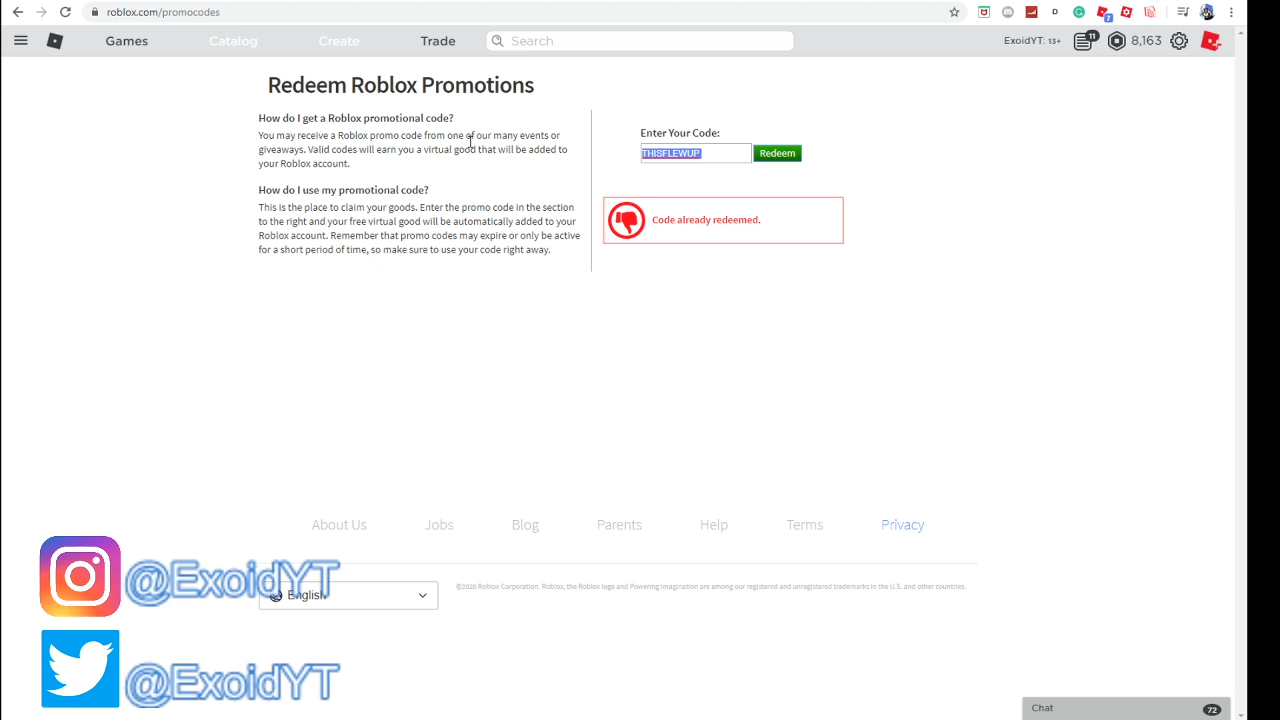 roblox.com/promocodes
D
7
Games
Catalog
Create
Trade
Search
ExoidYT: 13+
11
8,163
Redeem Roblox Promotions
How do I get a Roblox promotional code?
You may receive a Roblox promo code from one of our many events or
giveaways. Valid codes will earn you a virtual good that will be added to
your Roblox account.
How do I use my promotional code?
This is the place to claim your goods. Enter the promo code in the section
to the right and your free virtual good will be automatically added to your
Roblox account. Remember that promo codes may expire or only be active
for a short period of time, so make sure to use your code right away.
Enter Your Code:
THISFLEWUP
Redeem
Code already redeemed.
About Us
Jobs
Blog
Parents
Help
Terms
Privacy
@ExoidYT
English
©2020 Roblox Corporation. Roblox, the Roblox logo and Powering Imagination are among our registered and unregistered trademarks in the U.S. and other countries.
@ExoidYT
Chat
72